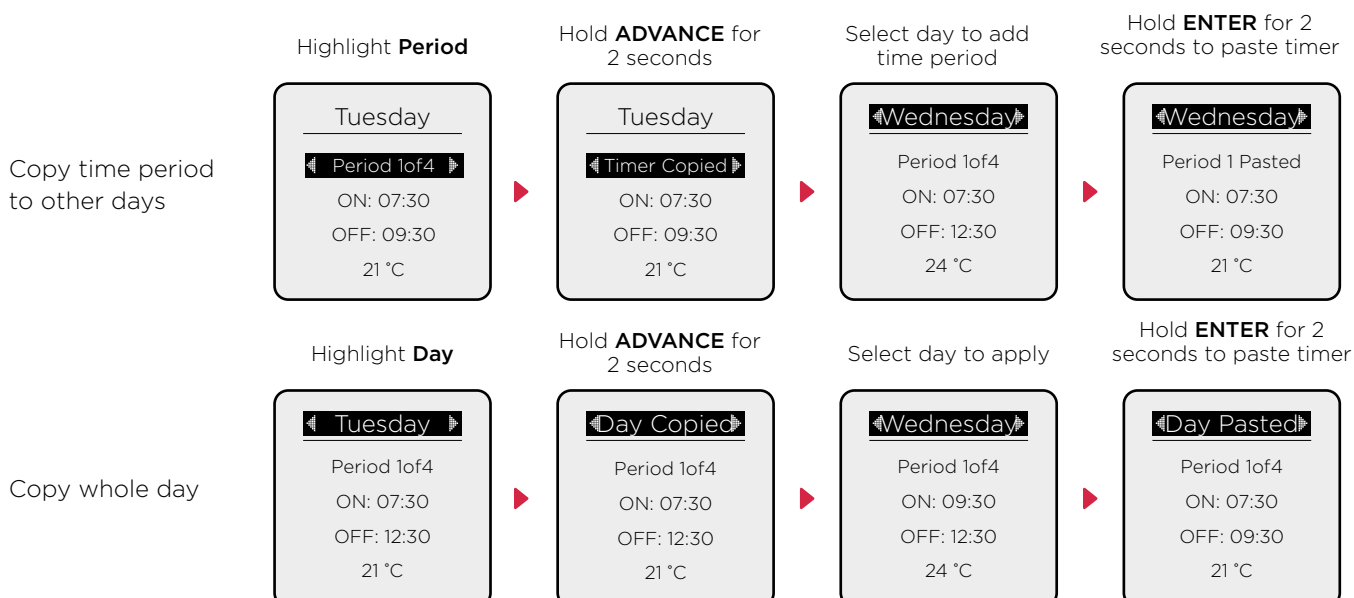 Highlight Period
Hold ADVANCE for
2 seconds
Select day to add
time period
Hold ENTER for 2
seconds to paste timer
Copy time period
to other days
Tuesday
Period 1of4
ON: 07:30
OFF: 09:30
21 °C
Tuesday
Timer Copied
ON: 07:30
OFF: 09:30
21 °C
Wednesday
Period 1of4
ON: 07:30
OFF: 12:30
24 °C
Wednesday
Period 1 Pasted
ON: 07:30
OFF: 09:30
21 °C
Highlight Day
Hold ADVANCE for
2 seconds
Select day to apply
Hold ENTER for 2
seconds to paste timer
Copy whole day
Tuesday
Period 1of4
ON: 07:30
OFF: 12:30
21 °C
Day Copied
Period 1of4
ON: 07:30
OFF: 12:30
21 °C
Wednesday
Period 1of4
ON: 09:30
OFF: 12:30
24 °C
Day Pasted
Period 1of4
ON: 07:30
OFF: 09:30
21 °C